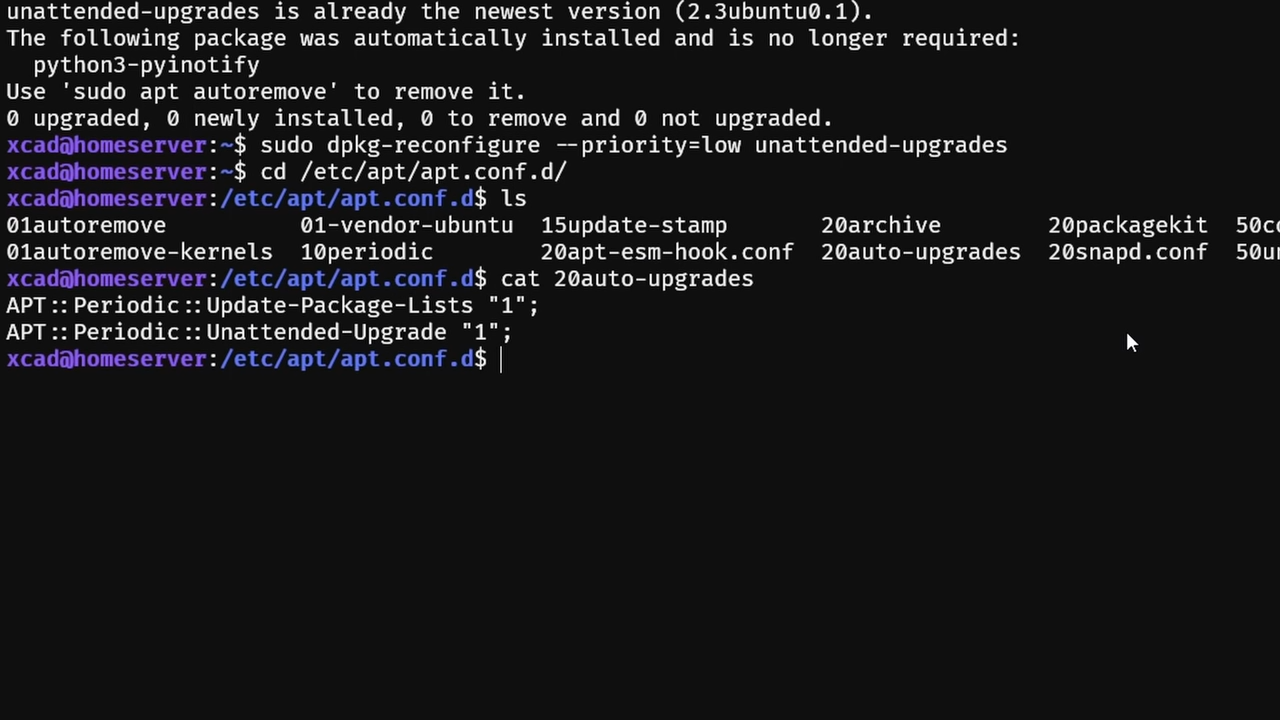 unattended-upgrades is already the newest version (2.3ubuntu0.1).
The following package was automatically installed and is no longer required:
  python3-pyinotify
Use 'sudo apt autoremove' to remove it.
0 upgraded, 0 newly installed, 0 to remove and 0 not upgraded.
xcad@homeserver:~$ sudo dpkg-reconfigure --priority=low unattended-upgrades
xcad@homeserver:~$ cd /etc/apt/apt.conf.d/
xcad@homeserver:/etc/apt/apt.conf.d$ ls
01autoremove          01-vendor-ubuntu  15update-stamp       20archive        20packagekit
01autoremove-kernels  10periodic        20apt-esm-hook.conf  20auto-upgrades  20snapd.conf
xcad@homeserver:/etc/apt/apt.conf.d$ cat 20auto-upgrades
APT::Periodic::Update-Package-Lists "1";
APT::Periodic::Unattended-Upgrade "1";
xcad@homeserver:/etc/apt/apt.conf.d$